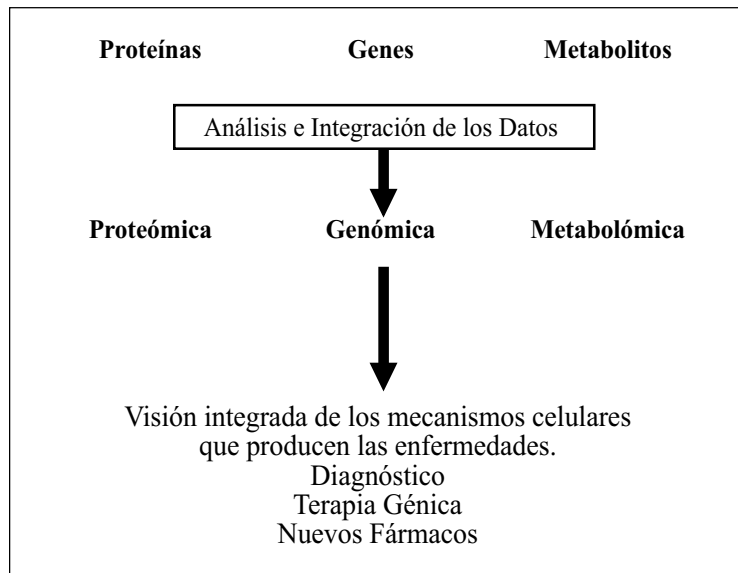 Proteínas Genes Metabolitos
Análisis e Integración de los Datos
Proteómica Genómica Metabolómica
Visión integrada de los mecanismos celulares
que producen las enfermedades.
Diagnóstico
Terapia Génica
Nuevos Fármacos